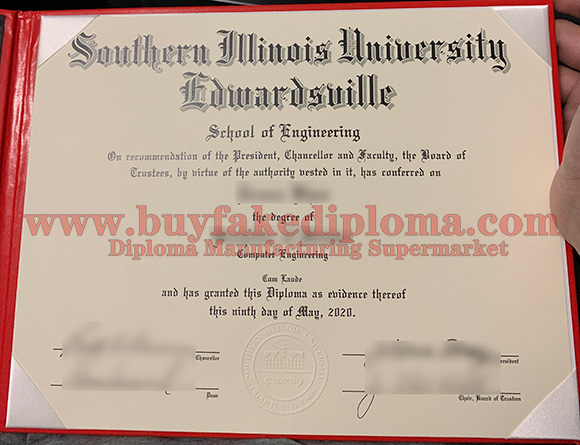 Southern Illinois University
Edwardsville
School of Engineering
On recommendation of the President, Chancellor and Faculty, the Board of
Trustees, by virtue of the authority vested in it, has conferred on
the degree of
www.buyfakediploma.com
Diploma Manufacturing Supermarket
Computer Engineering
Cum Laude
and has granted this Diploma as evidence thereof
this ninth day of May, 2020.
Chancellor
President
Dean
Chair, Board of Trustees